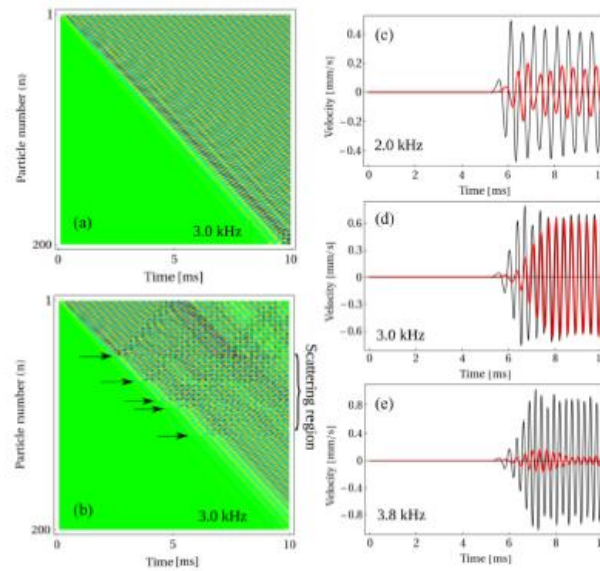 1
Particle number (n)
(a)
3.0 kHz
200
0
5
10
Time [ms]
1
Particle number (n)
(b)
3.0 kHz
200
0
5
10
Time [ms]
Scattering region
(c)
0.4
0.2
0
−0.2
−0.4
Velocity [mm/s]
2.0 kHz
0 2 4 6 8 10
Time [ms]
(d)
0.6
0.3
0
−0.3
−0.6
Velocity [mm/s]
3.0 kHz
0 2 4 6 8 10
Time [ms]
(e)
0.8
0.4
0
−0.4
−0.8
Velocity [mm/s]
3.8 kHz
0 2 4 6 8 10
Time [ms]